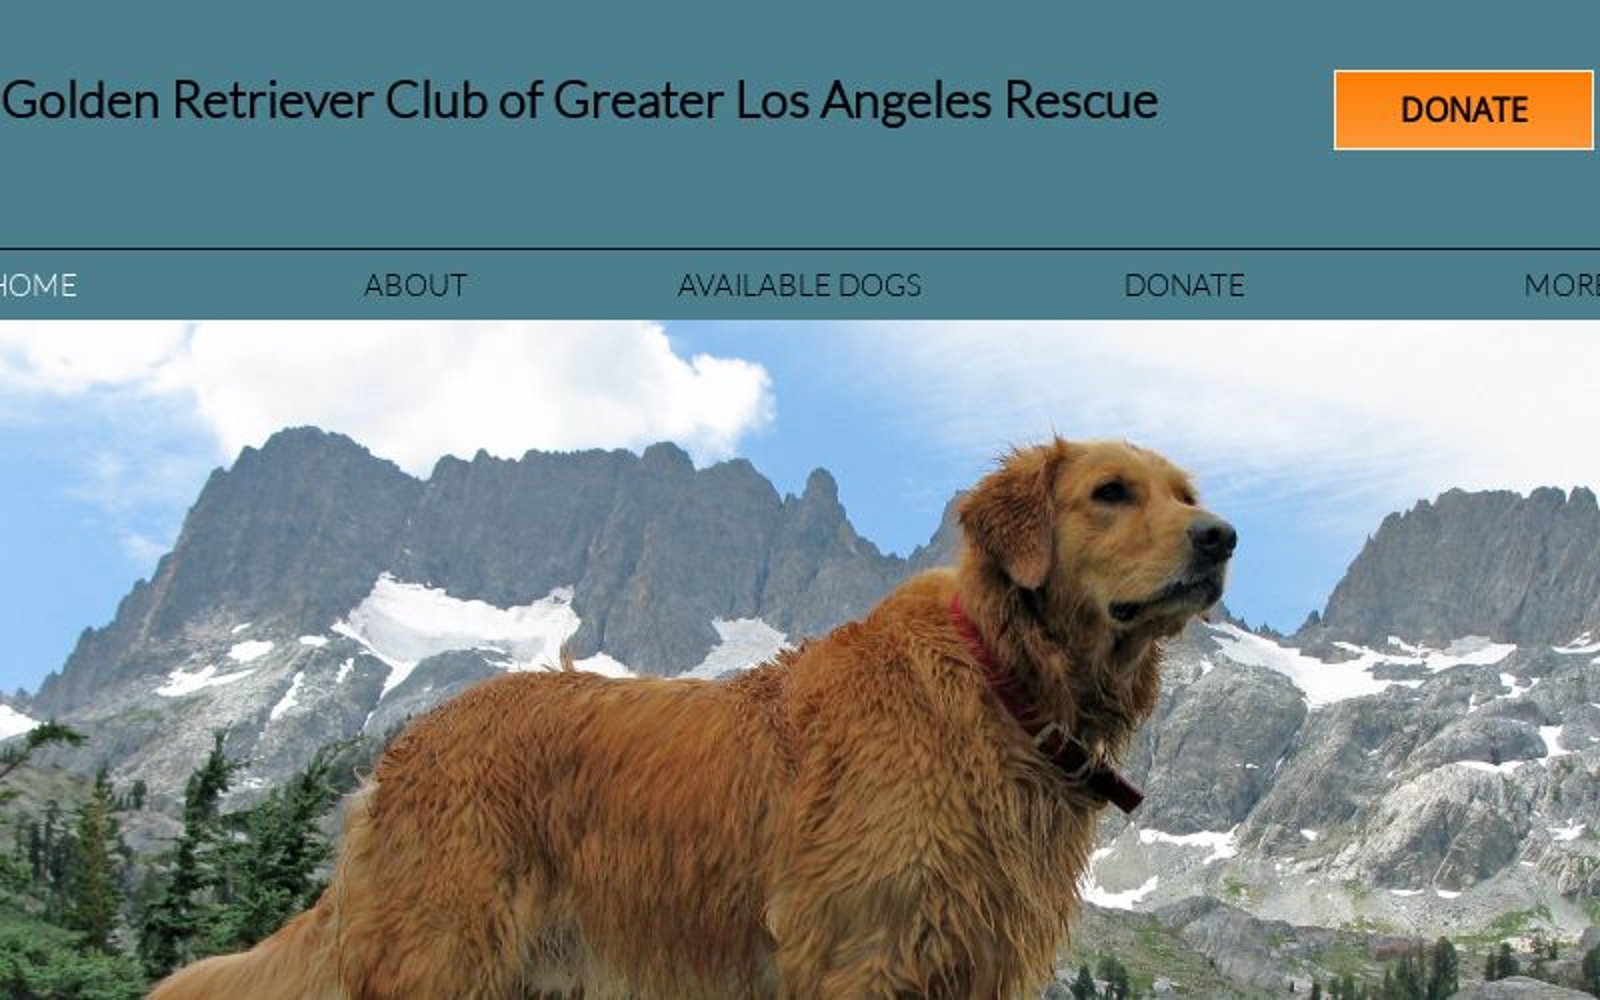 Golden Retriever Club of Greater Los Angeles Rescue
DONATE
HOME
ABOUT
AVAILABLE DOGS
DONATE
MORE